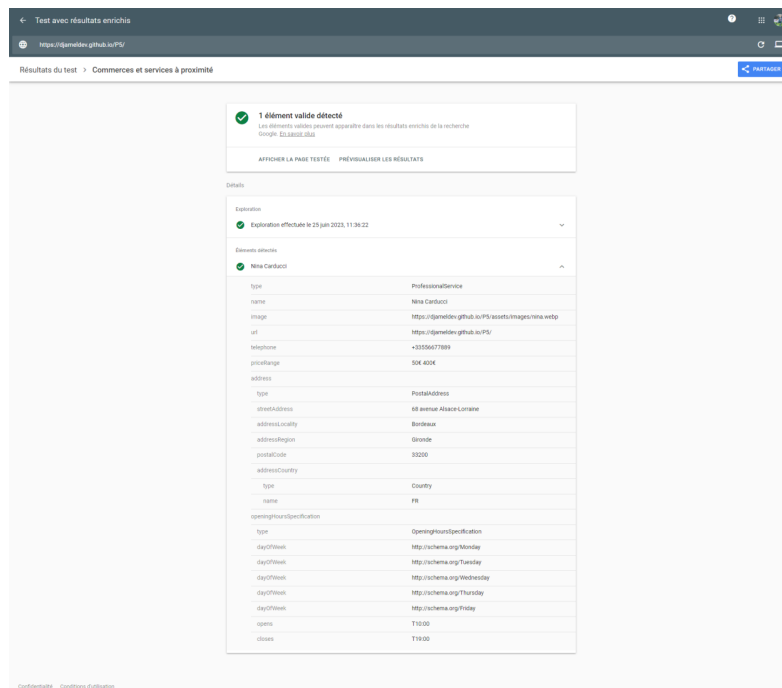 Test avec résultats enrichis
https://djameldev.github.io/P5/
Résultats du test > Commerces et services à proximité
PARTAGER
1 élément valide détecté
Les éléments valides peuvent apparaître dans les résultats enrichis de la recherche
Google. En savoir plus
AFFICHER LA PAGE TESTÉE PRÉVISUALISER LES RÉSULTATS
Détails
Exploration
Exploration effectuée le 25 juin 2023, 11:36:22
Éléments détectés
Nina Carducci
type ProfessionalService
name Nina Carducci
image https://djameldev.github.io/P5/assets/images/nina.webp
url https://djameldev.github.io/P5/
telephone +33556677889
priceRange 50€ 400€
address
type PostalAddress
streetAddress 68 avenue Alsace-Lorraine
addressLocality Bordeaux
addressRegion Gironde
postalCode 33200
addressCountry
type Country
name FR
openingHoursSpecification
type OpeningHoursSpecification
dayOfWeek http://schema.org/Monday
dayOfWeek http://schema.org/Tuesday
dayOfWeek http://schema.org/Wednesday
dayOfWeek http://schema.org/Thursday
dayOfWeek http://schema.org/Friday
opens T10:00
closes T19:00
Confidentialité Conditions d'utilisation